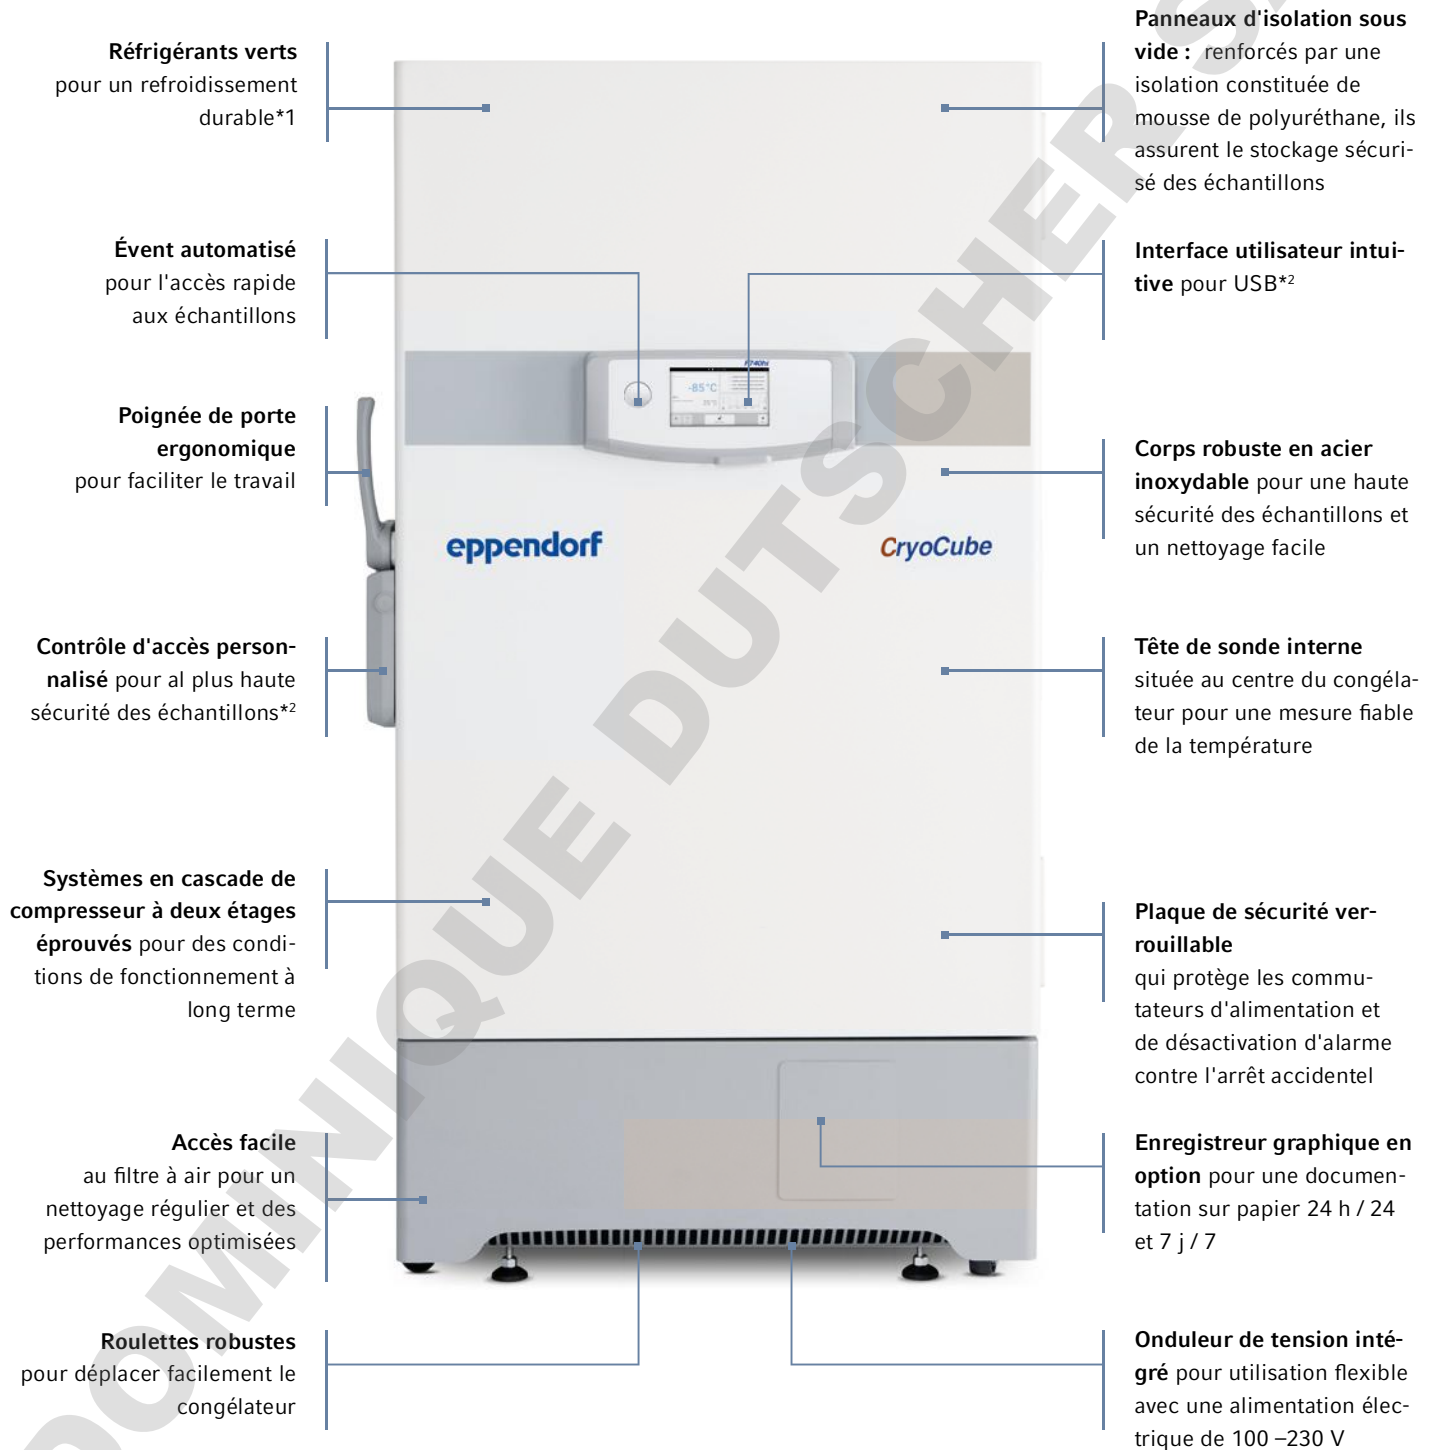 Réfrigérants verts
pour un refroidissement
durable*1
Évent automatisé
pour l'accès rapide
aux échantillons
Poignée de porte
ergonomique
pour faciliter le travail
Contrôle d'accès person-
nalisé pour al plus haute
sécurité des échantillons*2
Systèmes en cascade de
compresseur à deux étages
éprouvés pour des condi-
tions de fonctionnement à
long terme
Accès facile
au filtre à air pour un
nettoyage régulier et des
performances optimisées
Roulettes robustes
pour déplacer facilement le
congélateur
F740hi
-85°C
eppendorf
CryoCube
Panneaux d'isolation sous
vide : renforcés par une
isolation constituée de
mousse de polyuréthane, ils
assurent le stockage sécuri-
sé des échantillons
Interface utilisateur intui-
tive pour USB*2
Corps robuste en acier
inoxydable pour une haute
sécurité des échantillons et
un nettoyage facile
Tête de sonde interne
située au centre du congéla-
teur pour une mesure fiable
de la température
Plaque de sécurité ver-
rouillable
qui protège les commu-
tateurs d'alimentation et
de désactivation d'alarme
contre l'arrêt accidentel
Enregistreur graphique en
option pour une documen-
tation sur papier 24 h / 24
et 7 j / 7
Onduleur de tension inté-
gré pour utilisation flexible
avec une alimentation élec-
trique de 100 –230 V
DOMINIQUE DUTSCHER